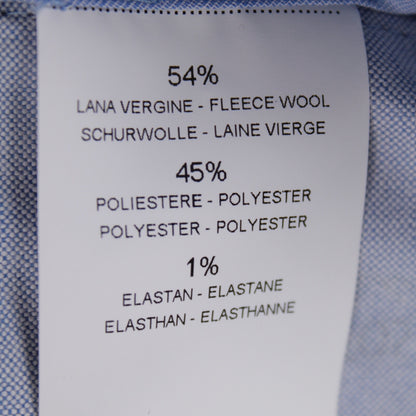 54%
LANA VERGINE - FLEECE WOOL
SCHURWOLLE - LAINE VIERGE
45%
POLIESTERE - POLYESTER
POLYESTER - POLYESTER
1%
ELASTAN - ELASTANE
ELASTHAN - ELASTHANNE